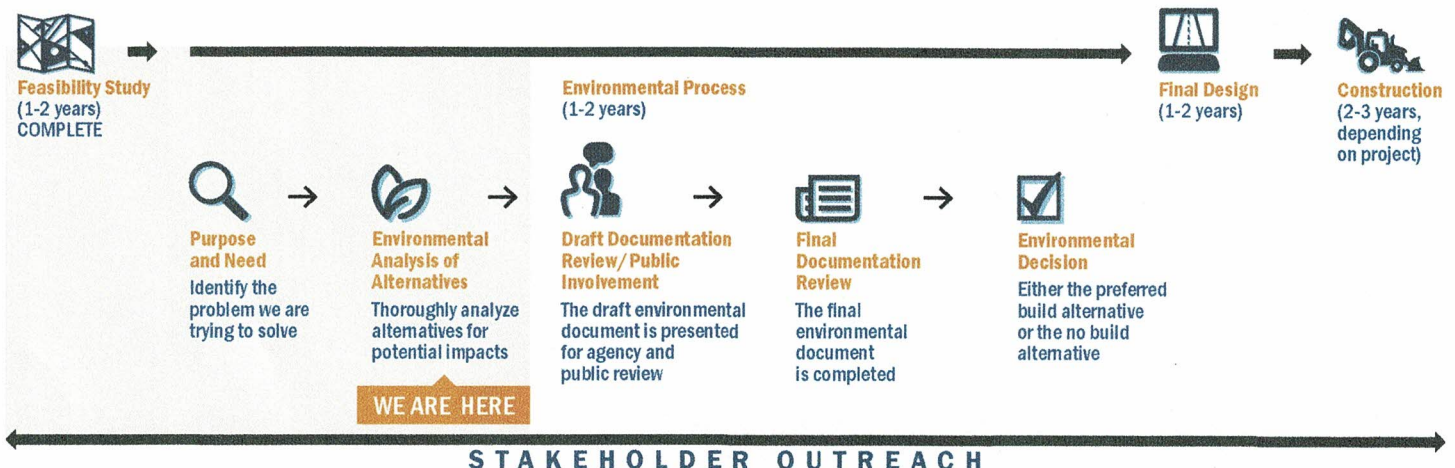 Feasibility Study
(1-2 years)
COMPLETE
Environmental Process
(1-2 years)
Final Design
(1-2 years)
Construction
(2-3 years,
depending
on project)
Purpose
and Need
Identify the
problem we are
trying to solve
Environmental
Analysis of
Alternatives
Thoroughly analyze
alternatives for
potential impacts
WE ARE HERE
Draft Documentation
Review/Public
Involvement
The draft environmental
document is presented
for agency and
public review
Final
Documentation
Review
The final
environmental
document
is completed
Environmental
Decision
Either the preferred
build alternative
or the no build
alternative
STAKEHOLDER OUTREACH